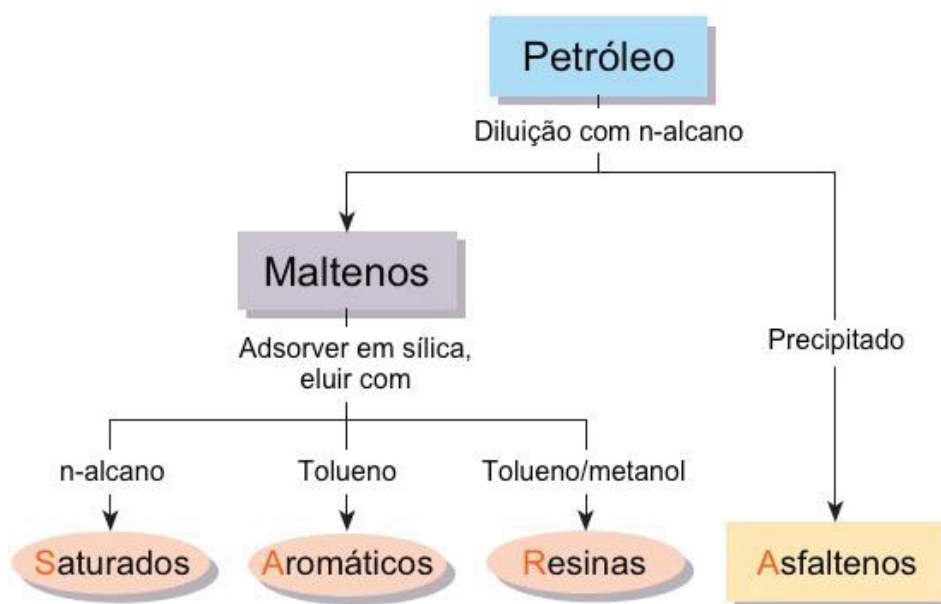 Petróleo
Diluição com n-alcano
Maltenos
Precipitado
Adsorver em sílica,
eluir com
n-alcano
Tolueno
Tolueno/metanol
Saturados
Aromáticos
Resinas
Asfaltenos